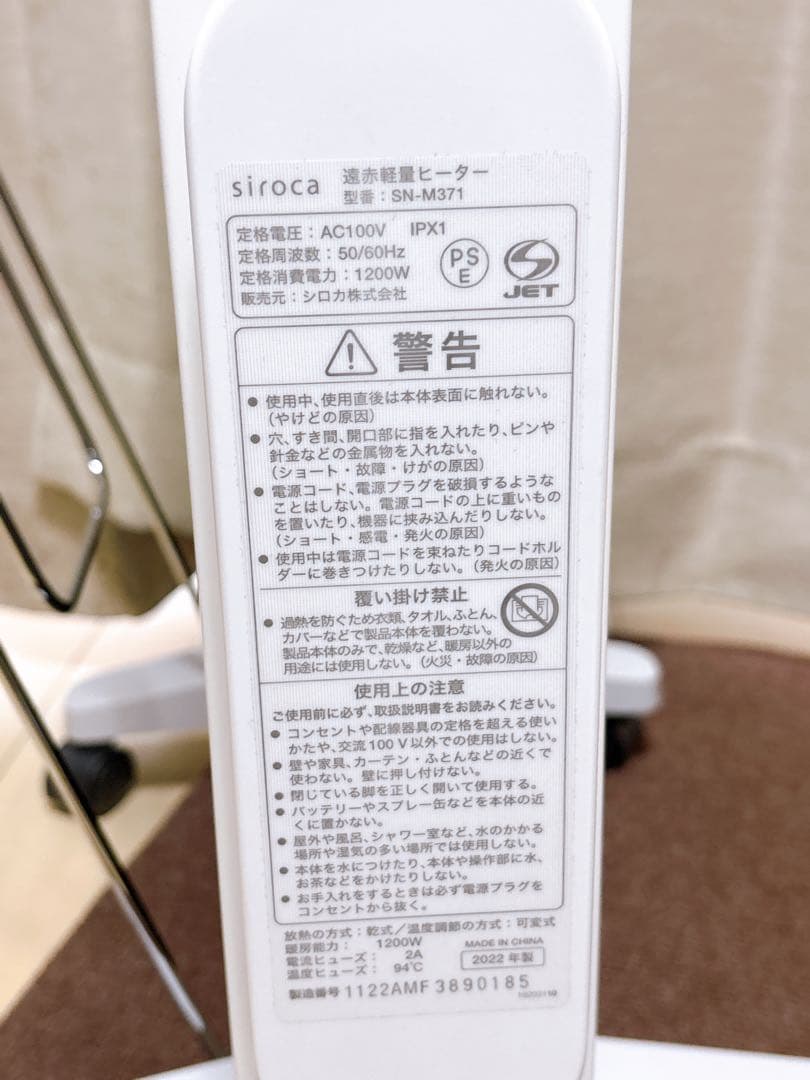 siroca 遠赤軽量ヒーター
型番：SN-M371
定格電圧：AC100V IPX1
定格周波数：50/60Hz
定格消費電力：1200W
販売元：シロカ株式会社
PS
E
JET
警告
● 使用中、使用直後は本体表面に触れない。
（やけどの原因）
● 穴、すき間、開口部に指を入れたり、ピンや
針金などの金属物を入れない。
（ショート・故障・けがの原因）
● 電源コード、電源プラグを破損するような
ことはしない。電源コードの上に重いもの
を置いたり、機器に挟み込んだりしない。
（ショート・感電・発火の原因）
● 使用中は電源コードを束ねたりコードホル
ダーに巻きつけたりしない。（発火の原因）
覆い掛け禁止
● 過熱を防ぐため衣類、タオル、ふとん、
カバーなどで製品本体を覆わない。
製品本体のみで、乾燥など、暖房以外の
用途には使用しない。（火災・故障の原因）
使用上の注意
ご使用前に必ず、取扱説明書をお読みください。
● コンセントや配線器具の定格を超える使い
かたや、交流100V以外での使用はしない。
● 壁や家具、カーテン・ふとんなどの近くで
使わない。壁に押し付けない。
● 閉じている脚を正しく開いて使用する。
● バッテリーやスプレー缶などを本体の近
くに置かない。
● 屋外や風呂、シャワー室など、水のかかる
場所や湿気の多い場所では使用しない。
● 本体を水につけたり、本体や操作部に水、
お茶などをかけたりしない。
● お手入れをするときは必ず電源プラグを
コンセントから抜く。
放熱の方式：乾式／温度調節の方式：可変式
暖房能力： 1200W MADE IN CHINA
電流ヒューズ： 2A 2022年製
温度ヒューズ： 94℃
製造番号 1122AMF3890185